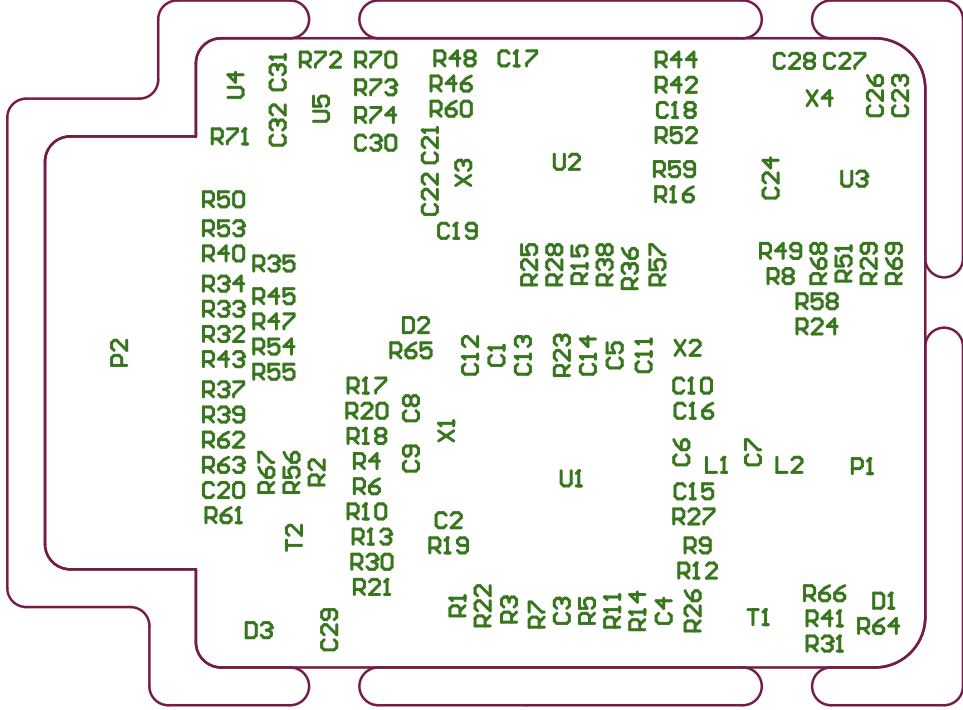 R72 R70 R48 C17 R44 C28 C27
U4 C31 U5 R73 R46 R42 X4 C26 C23
R74 R60 C18
R71 C32 C30 C21 X3 U2 R52
R59 C24 U3
R50 C22 R16
R53 C19
R40 R35 R25 R28 R15 R38 R36 R57 R49 R68 R51 R29 R69
R34 R8
R33 R45 R58
R32 R47 D2 R24
P2 R43 R54 R65 C12 C1 C13 R23 C14 C5 C11 X2
R55
R37 R17 C10
R39 R20 C8 C16
R62 R18 X1
R63 R67 R56 R2 R4 C9 C6 L1 C7 L2 P1
C20 R6 U1 C15
R61 R10 C2 R27
T2 R13 R19 R9
R30 R12
R21 R66 D1
R1 R22 R3 R7 C3 R5 R11 R14 C4 R26 T1 R41
D3 C29 R64
R31